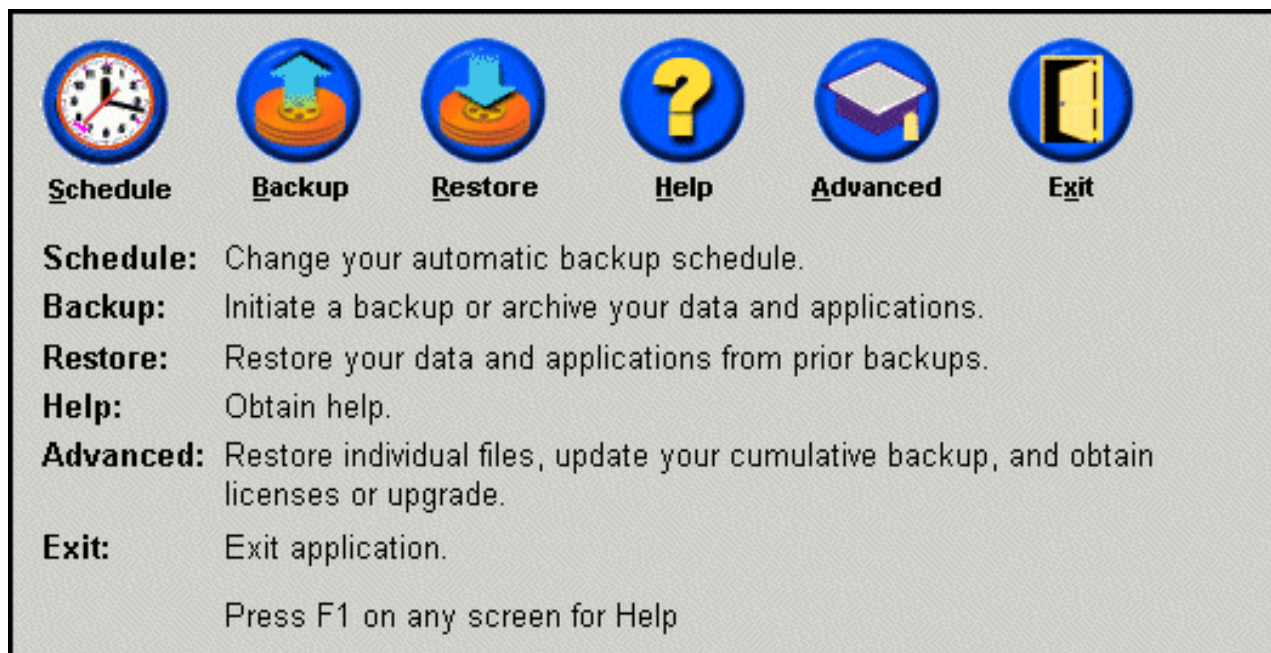 Schedule Backup Restore Help Advanced Exit
Schedule: Change your automatic backup schedule.
Backup: Initiate a backup or archive your data and applications.
Restore: Restore your data and applications from prior backups.
Help: Obtain help.
Advanced: Restore individual files, update your cumulative backup, and obtain
licenses or upgrade.
Exit: Exit application.
Press F1 on any screen for Help